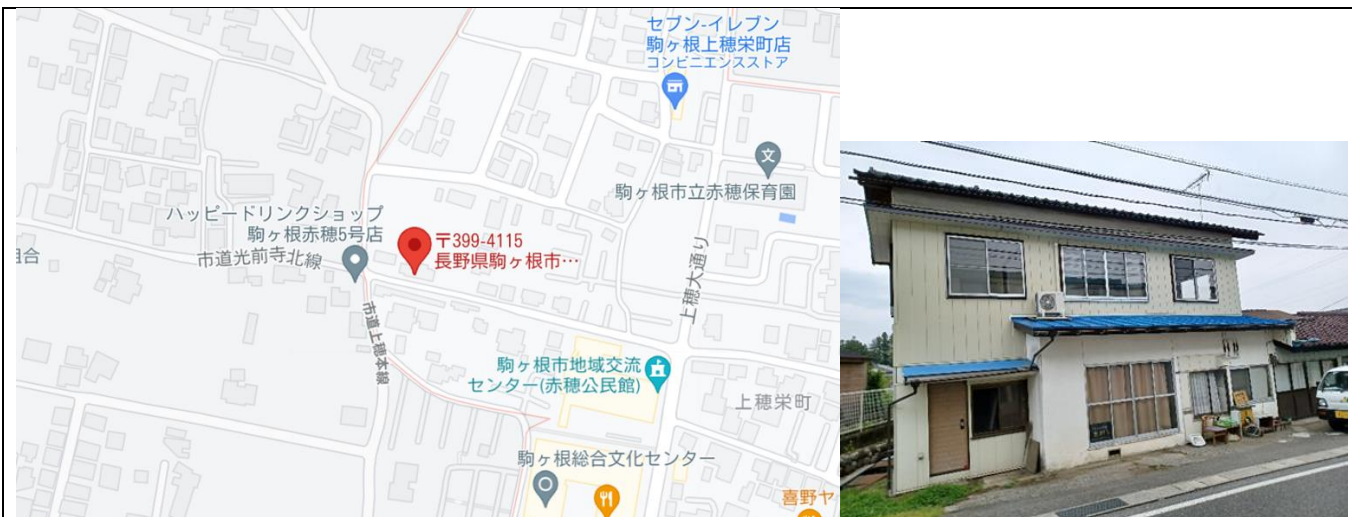 セブン-イレブン
駒ヶ根上穂栄町店
コンビニエンスストア
文
駒ヶ根市立赤穂保育園
ハッピードリンクショップ
駒ヶ根赤穂5号店
市道光前寺北線
組合
〒399-4115
長野県駒ヶ根市…
上穂大通り
市道上穂本線
駒ヶ根市地域交流
センター(赤穂公民館)
上穂栄町
駒ヶ根総合文化センター
喜野ヤ